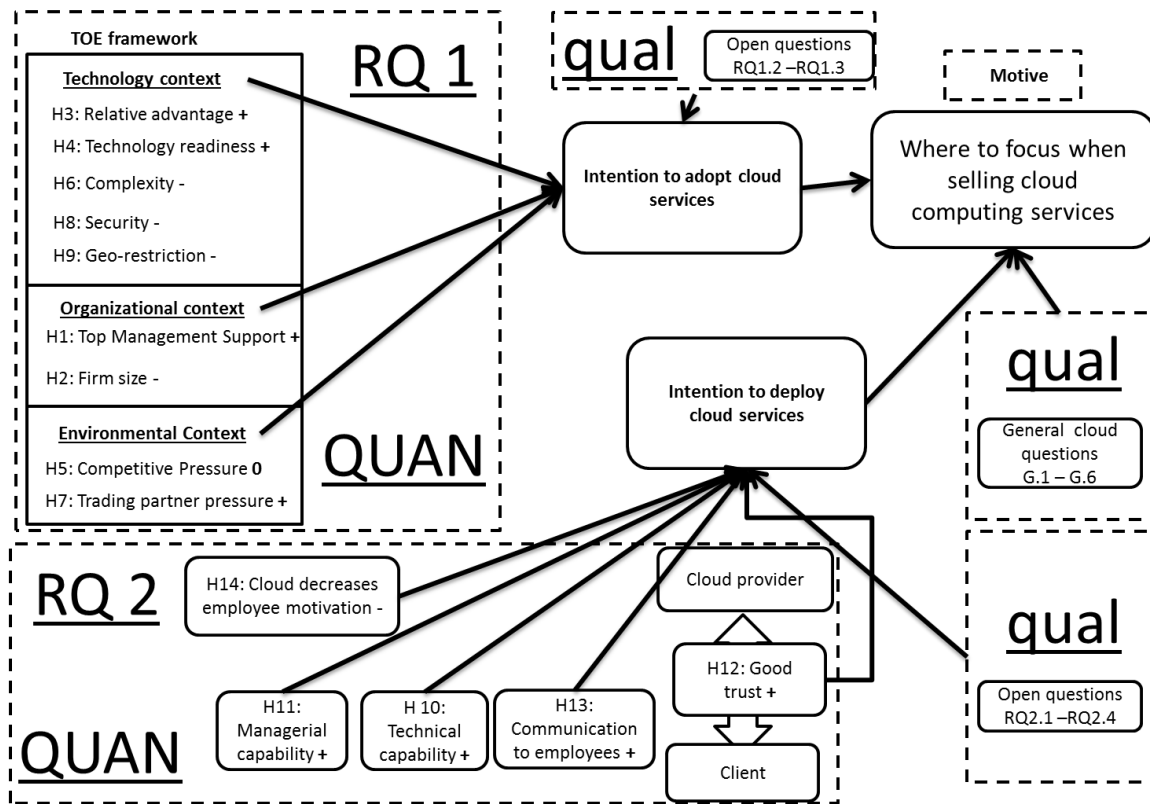 TOE framework
RQ 1
Technology context
H3: Relative advantage +
H4: Technology readiness +
H6: Complexity -
H8: Security -
H9: Geo-restriction -
Organizational context
H1: Top Management Support +
H2: Firm size -
Environmental Context
H5: Competitive Pressure 0
H7: Trading partner pressure +
QUAN
qual
Open questions
RQ1.2 –RQ1.3
Intention to adopt cloud
services
Motive
Where to focus when
selling cloud
computing services
Intention to deploy
cloud services
qual
General cloud
questions
G.1 – G.6
RQ 2
H14: Cloud decreases
employee motivation -
Cloud provider
H12: Good
trust +
Client
H11:
Managerial
capability +
H 10:
Technical
capability +
H13:
Communication
to employees +
QUAN
qual
Open questions
RQ2.1 –RQ2.4